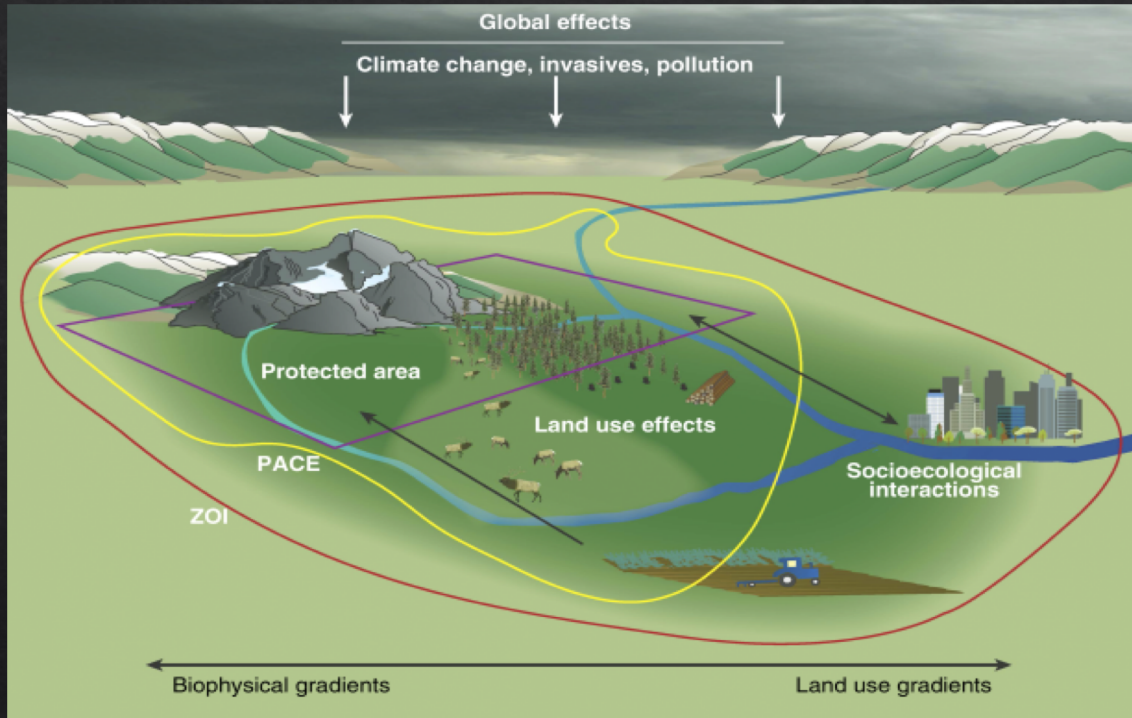 Global effects
Climate change, invasives, pollution
Protected area
Land use effects
PACE
Socioecological
interactions
ZOI
Biophysical gradients
Land use gradients